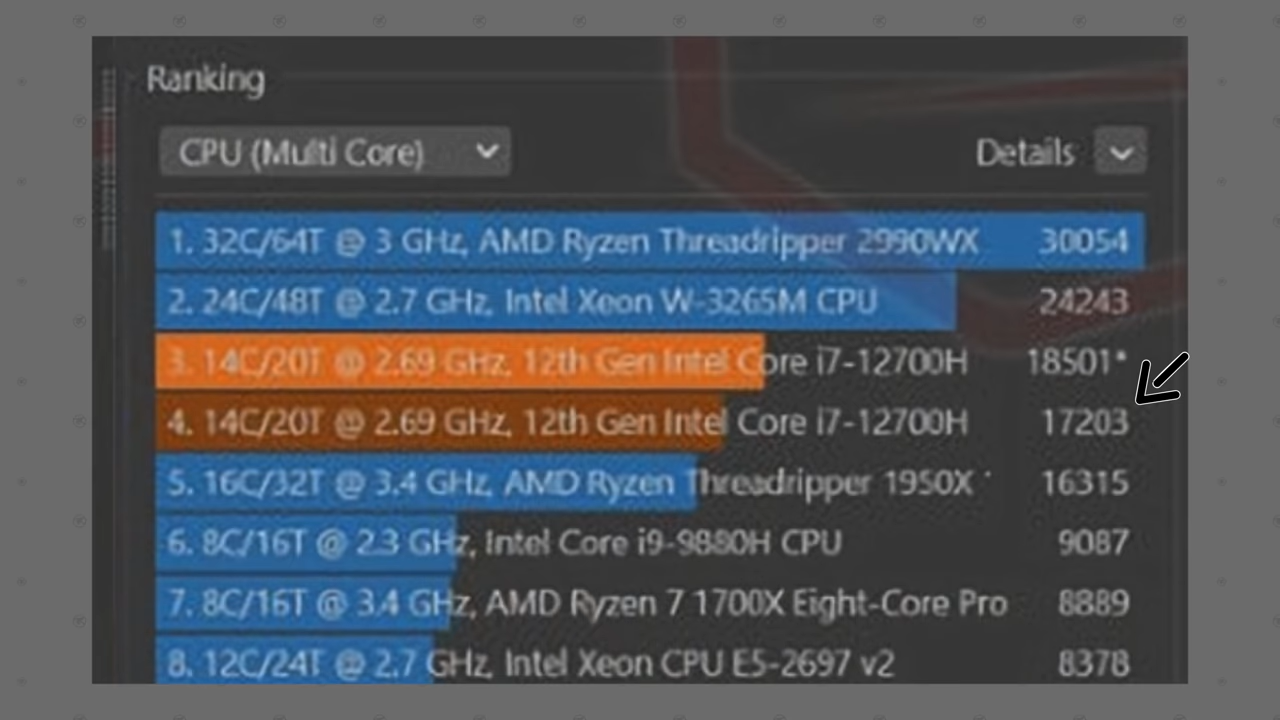 Ranking
CPU (Multi Core)
Details
1. 32C/64T @ 3 GHz, AMD Ryzen Threadripper 2990WX 30054
2. 24C/48T @ 2.7 GHz, Intel Xeon W-3265M CPU 24243
3. 14C/20T @ 2.69 GHz, 12th Gen Intel Core i7-12700H 18501*
4. 14C/20T @ 2.69 GHz, 12th Gen Intel Core i7-12700H 17203
5. 16C/32T @ 3.4 GHz, AMD Ryzen Threadripper 1950X 16315
6. 8C/16T @ 2.3 GHz, Intel Core i9-9880H CPU 9087
7. 8C/16T @ 3.4 GHz, AMD Ryzen 7 1700X Eight-Core Pro 8889
8. 12C/24T @ 2.7 GHz, Intel Xeon CPU E5-2697 v2 8378